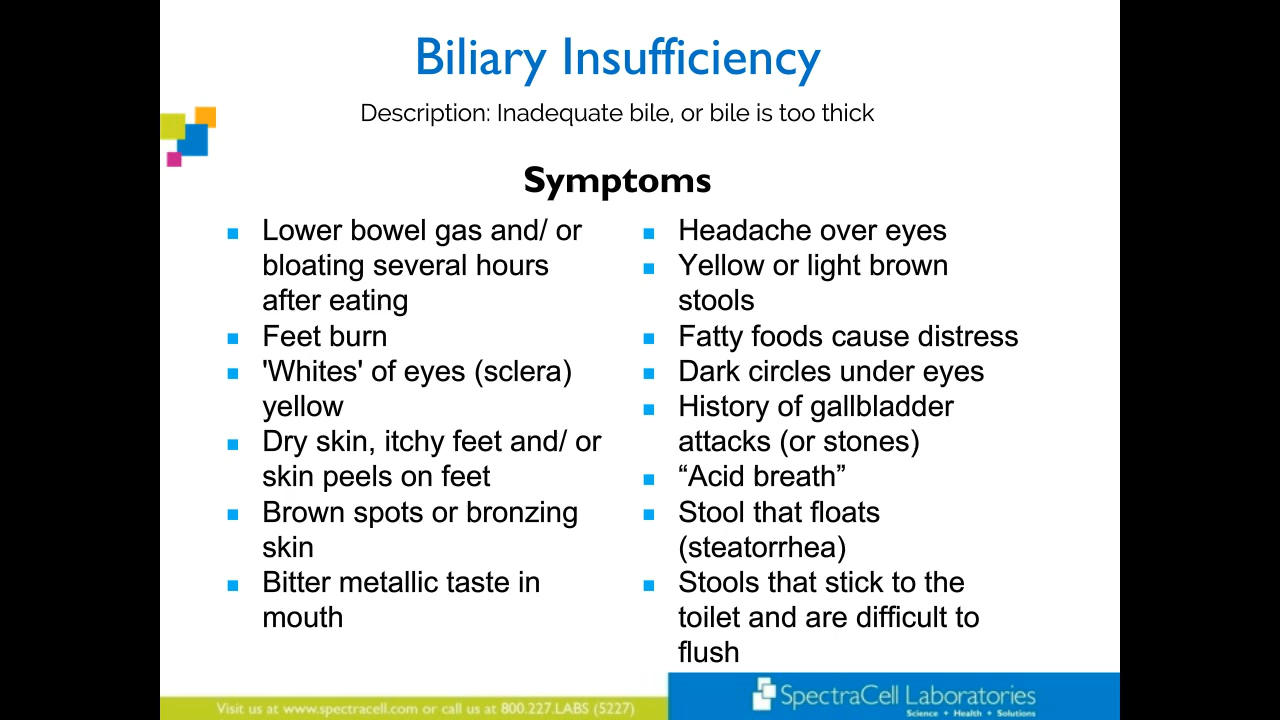 Biliary Insufficiency
Description: Inadequate bile, or bile is too thick
Symptoms
Lower bowel gas and/ or
bloating several hours
after eating
Feet burn
'Whites' of eyes (sclera)
yellow
Dry skin, itchy feet and/ or
skin peels on feet
Brown spots or bronzing
skin
Bitter metallic taste in
mouth
Headache over eyes
Yellow or light brown
stools
Fatty foods cause distress
Dark circles under eyes
History of gallbladder
attacks (or stones)
“Acid breath”
Stool that floats
(steatorrhea)
Stools that stick to the
toilet and are difficult to
flush
Visit us at www.spectracell.com or call us at 800.227.LABS (5227)
SpectraCell Laboratories
Science + Health + Solutions